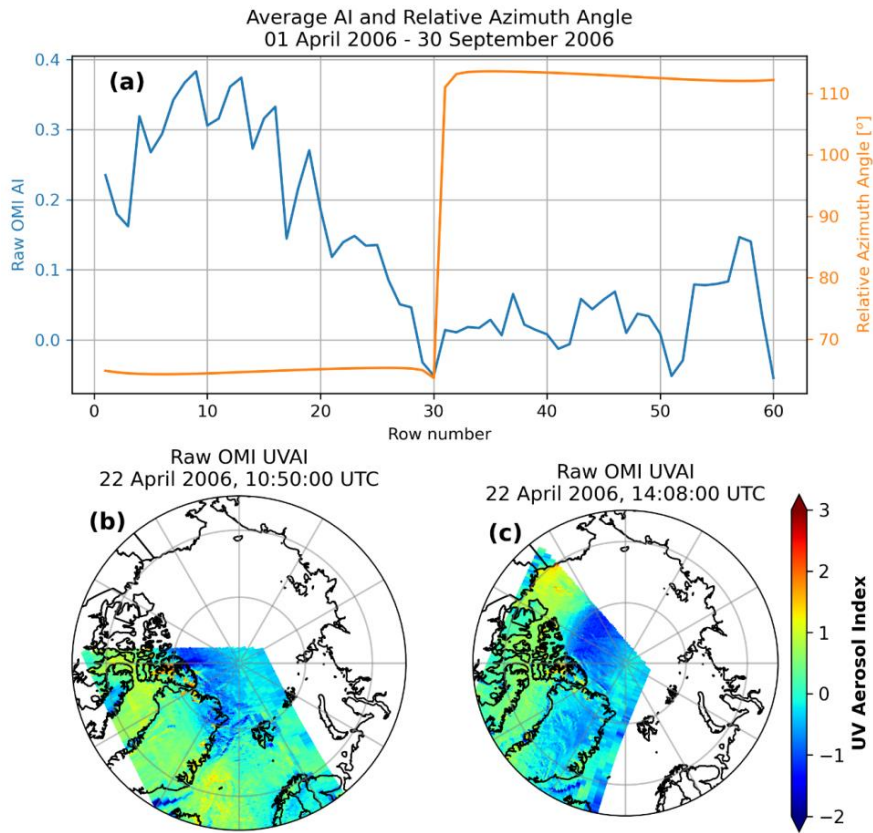 Average AI and Relative Azimuth Angle
01 April 2006 - 30 September 2006
(a)
Raw OMI AI
0.4
0.3
0.2
0.1
0.0
Relative Azimuth Angle [°]
110
100
90
80
70
0 10 20 30 40 50 60
Row number
Raw OMI UVAI
22 April 2006, 10:50:00 UTC
(b)
Raw OMI UVAI
22 April 2006, 14:08:00 UTC
(c)
3
2
1
0
−1
−2
UV Aerosol Index